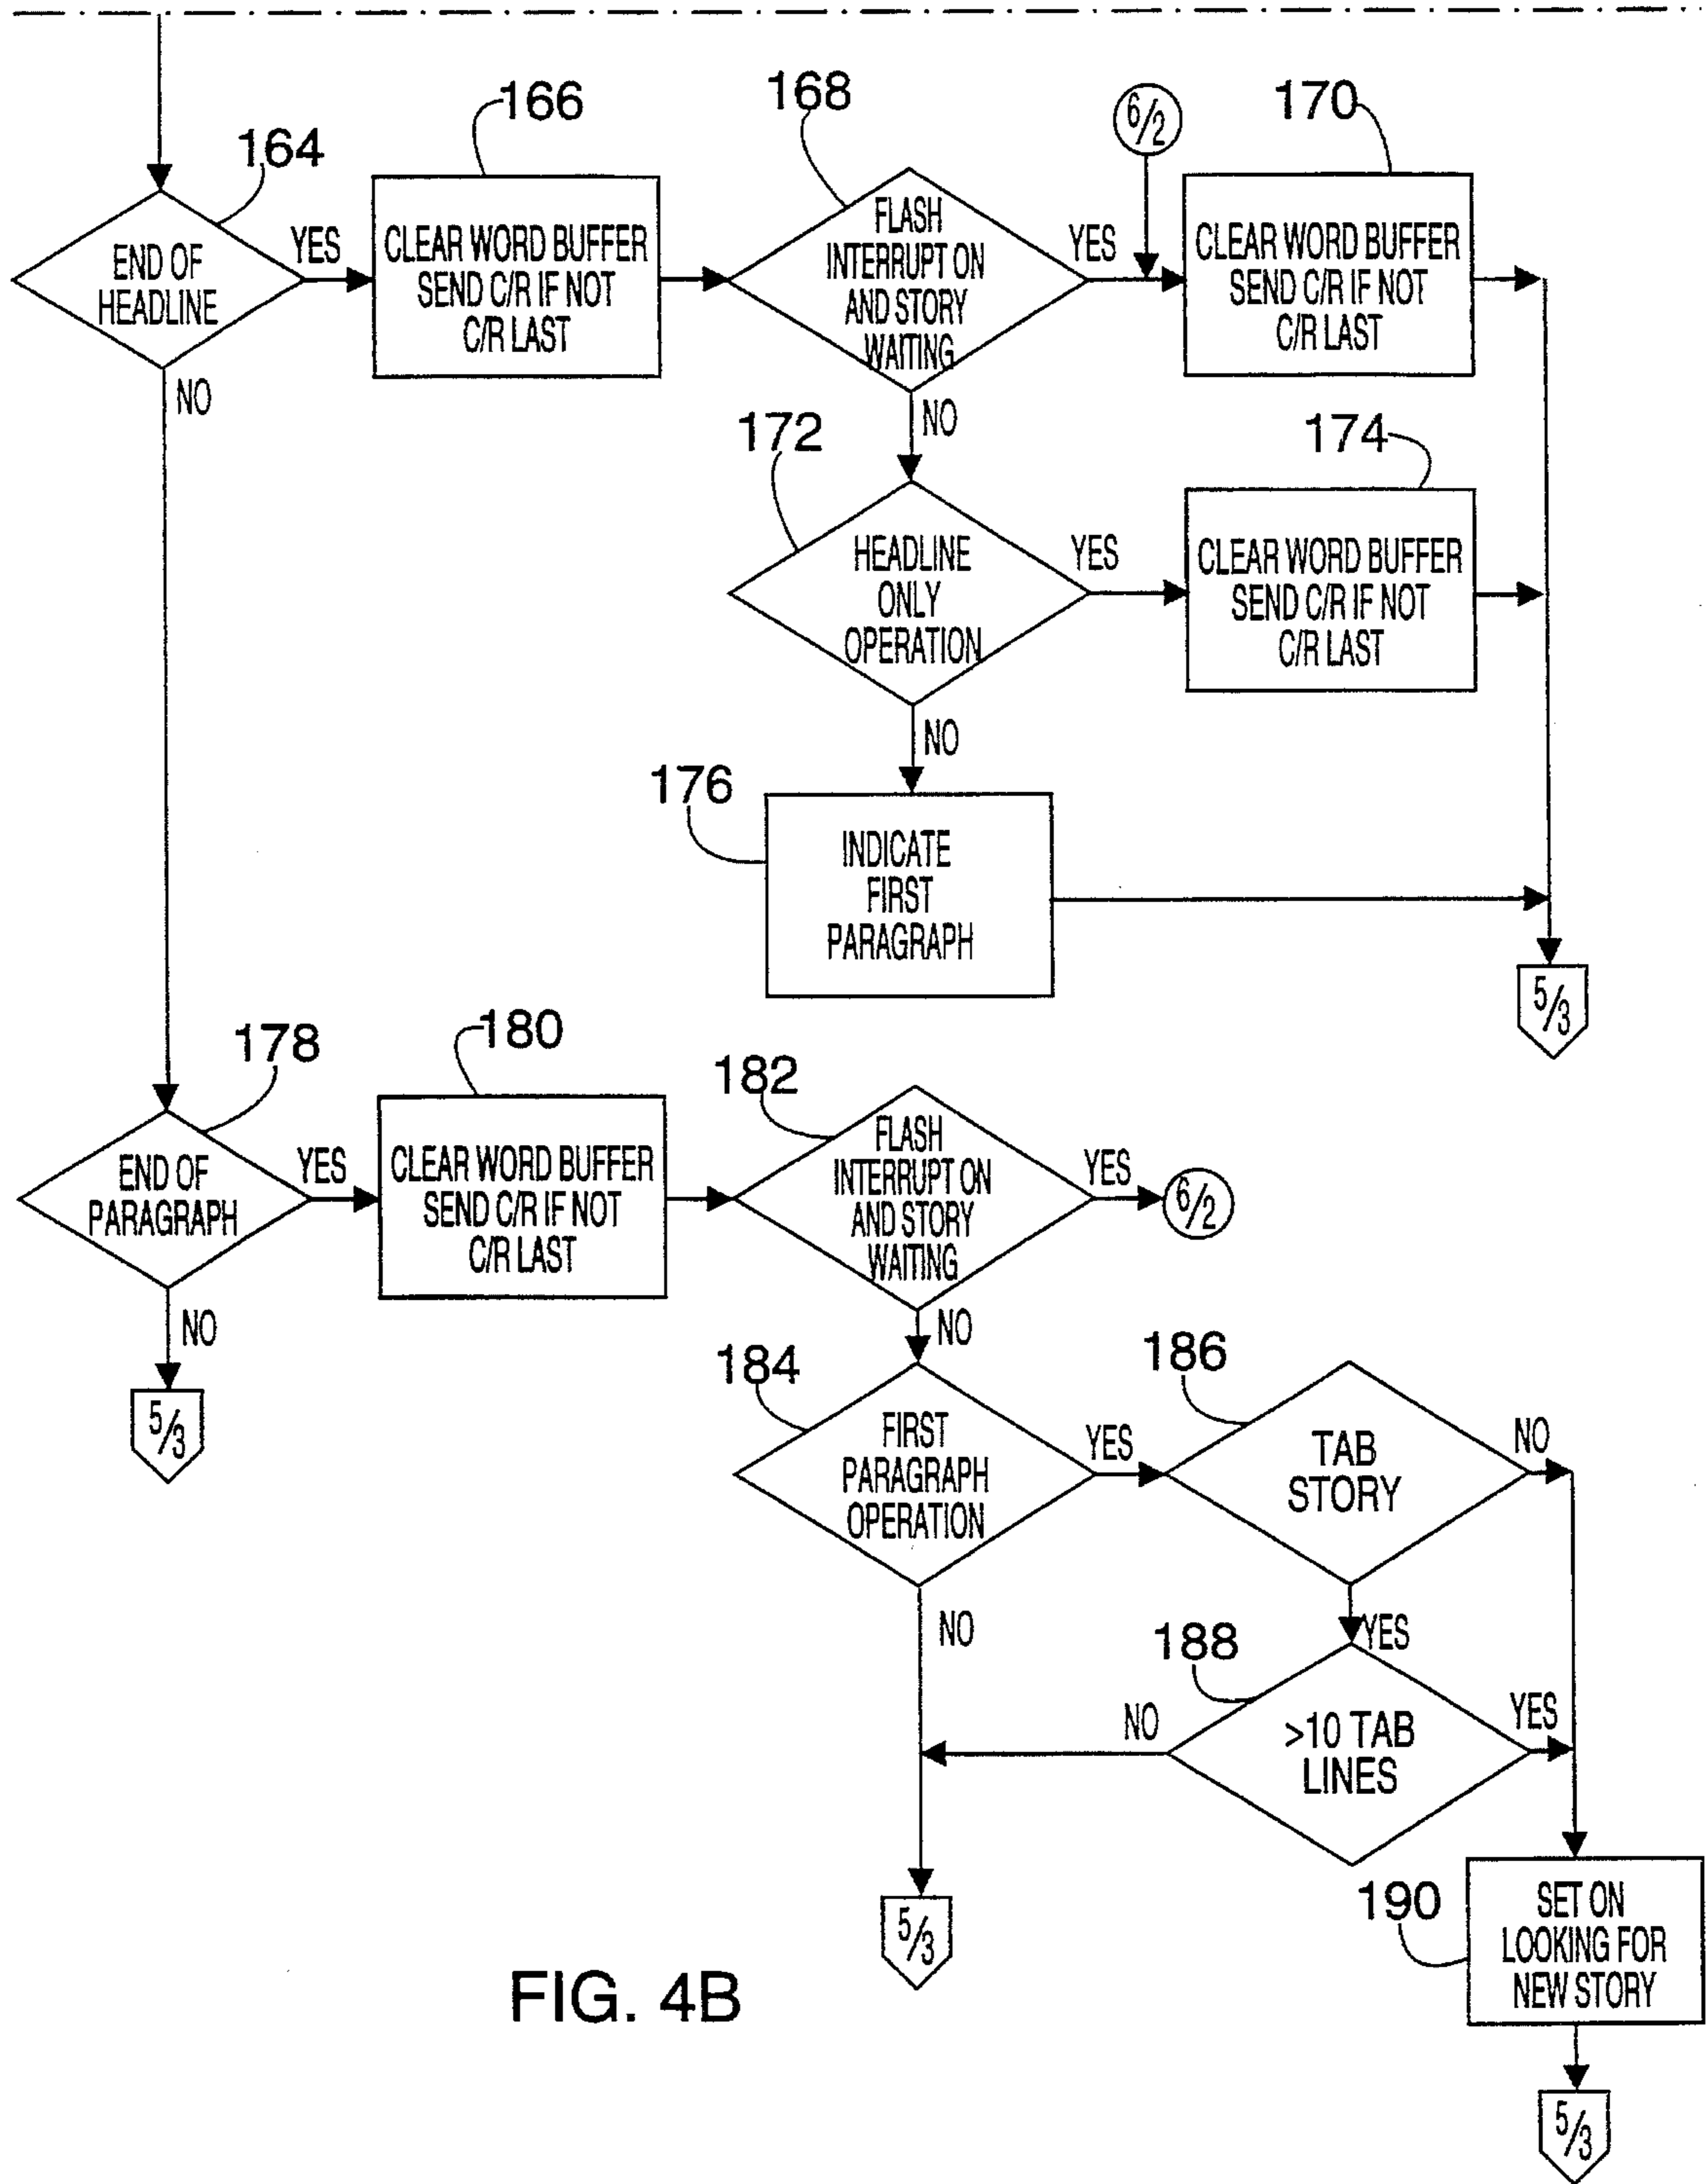 164
END OF
HEADLINE
YES
NO
166
CLEAR WORD BUFFER
SEND C/R IF NOT
C/R LAST
168
FLASH
INTERRUPT ON
AND STORY
WAITING
YES
NO
6/2
170
CLEAR WORD BUFFER
SEND C/R IF NOT
C/R LAST
172
HEADLINE
ONLY
OPERATION
YES
NO
174
CLEAR WORD BUFFER
SEND C/R IF NOT
C/R LAST
176
INDICATE
FIRST
PARAGRAPH
5/3
178
END OF
PARAGRAPH
YES
NO
5/3
180
CLEAR WORD BUFFER
SEND C/R IF NOT
C/R LAST
182
FLASH
INTERRUPT ON
AND STORY
WAITING
YES
6/2
NO
184
FIRST
PARAGRAPH
OPERATION
YES
NO
186
TAB
STORY
NO
YES
188
>10 TAB
LINES
NO
YES
5/3
190
SET ON
LOOKING FOR
NEW STORY
5/3
FIG. 4B